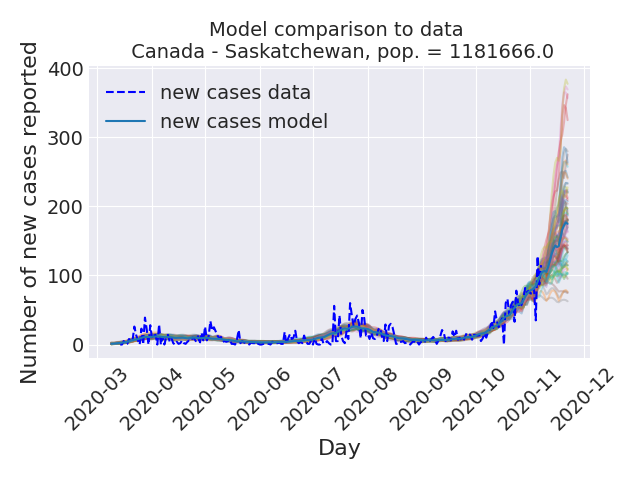 Model comparison to data
Canada - Saskatchewan, pop. = 1181666.0
Number of new cases reported
400
300
200
100
0
new cases data
new cases model
2020-03
2020-04
2020-05
2020-06
2020-07
2020-08
2020-09
2020-10
2020-11
2020-12
Day